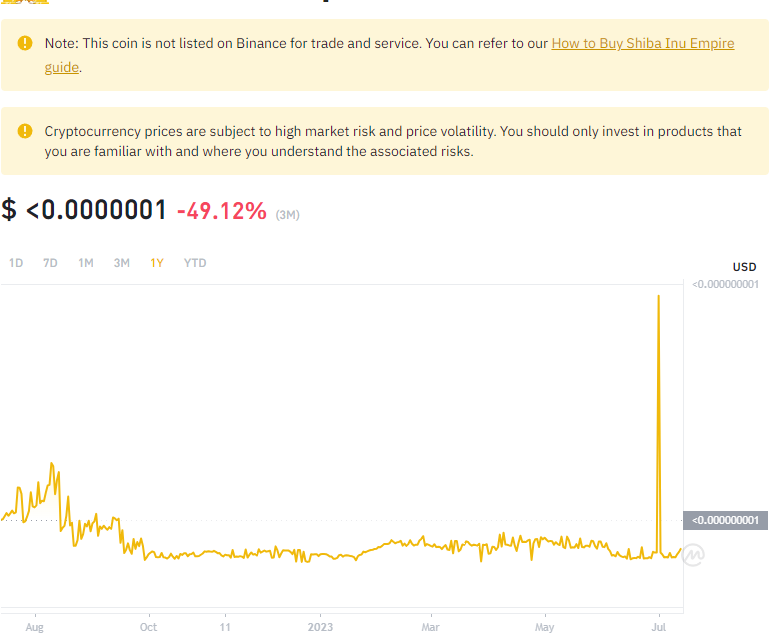 Note: This coin is not listed on Binance for trade and service. You can refer to our How to Buy Shiba Inu Empire
guide.
Cryptocurrency prices are subject to high market risk and price volatility. You should only invest in products that
you are familiar with and where you understand the associated risks.
$ <0.0000001 -49.12% (3M)
1D 7D 1M 3M 1Y YTD
USD
<0.000000001
<0.000000001
Aug Oct 11 2023 Mar May Jul